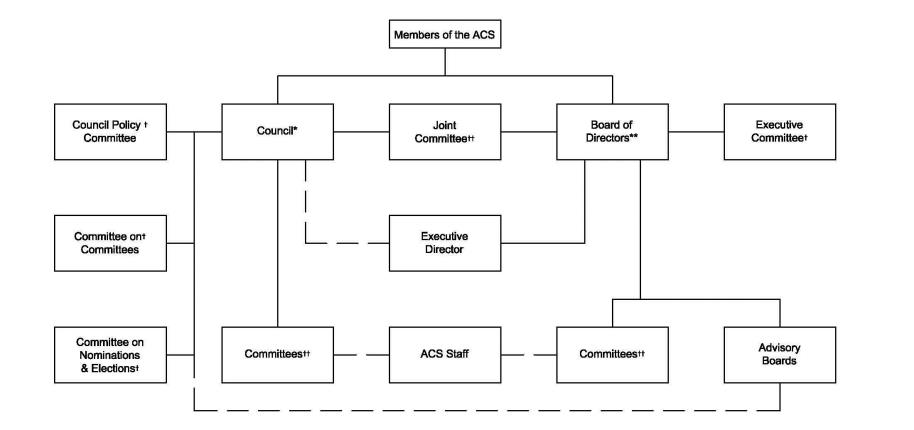 Members of the ACS
Council Policy †
Committee
Council*
Joint
Committee††
Board of
Directors**
Executive
Committee†
Committee on†
Committees
Executive
Director
Committee on
Nominations
& Elections†
Committees††
ACS Staff
Committees††
Advisory
Boards